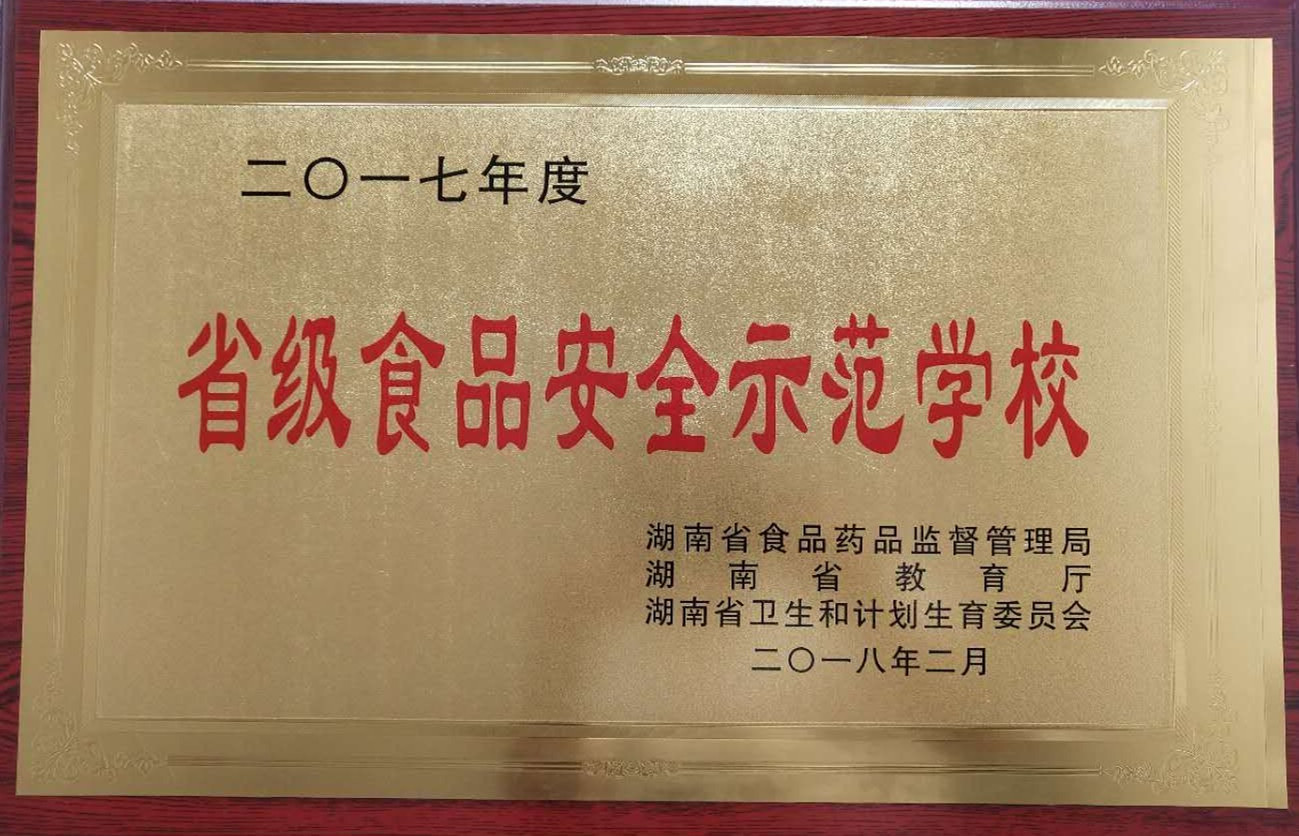 二〇一七年度
省级食品安全示范学校
湖南省食品药品监督管理局
湖南省教育厅
湖南省卫生和计划生育委员会
二〇一八年二月